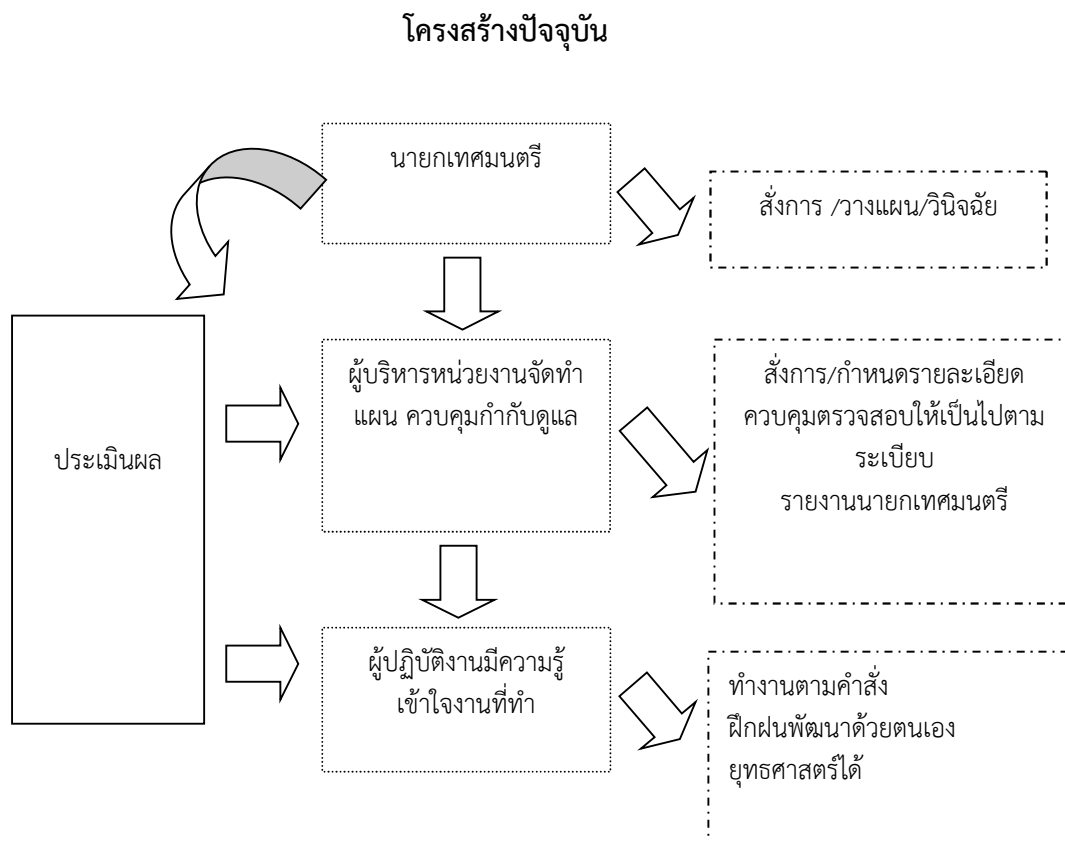 โครงสร้างปัจจุบัน
นายกเทศมนตรี
สั่งการ /วางแผน/วินิจฉัย
ผู้บริหารหน่วยงานจัดทำ
แผน ควบคุมกำกับดูแล
สั่งการ/กำหนดรายละเอียด
ควบคุมตรวจสอบให้เป็นไปตาม
ระเบียบ
รายงานนายกเทศมนตรี
ประเมินผล
ผู้ปฏิบัติงานมีความรู้
เข้าใจงานที่ทำ
ทำงานตามคำสั่ง
ฝึกฝนพัฒนาด้วยตนเอง
ยุทธศาสตร์ได้